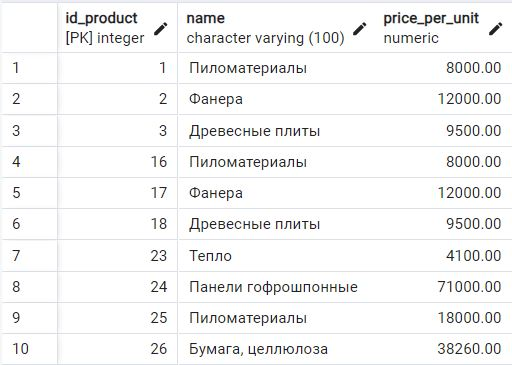 id_product name price_per_unit
[PK] integer character varying (100) numeric
1 1 Пиломатериалы 8000.00
2 2 Фанера 12000.00
3 3 Древесные плиты 9500.00
4 16 Пиломатериалы 8000.00
5 17 Фанера 12000.00
6 18 Древесные плиты 9500.00
7 23 Тепло 4100.00
8 24 Панели гофрошпонные 71000.00
9 25 Пиломатериалы 18000.00
10 26 Бумага, целлюлоза 38260.00